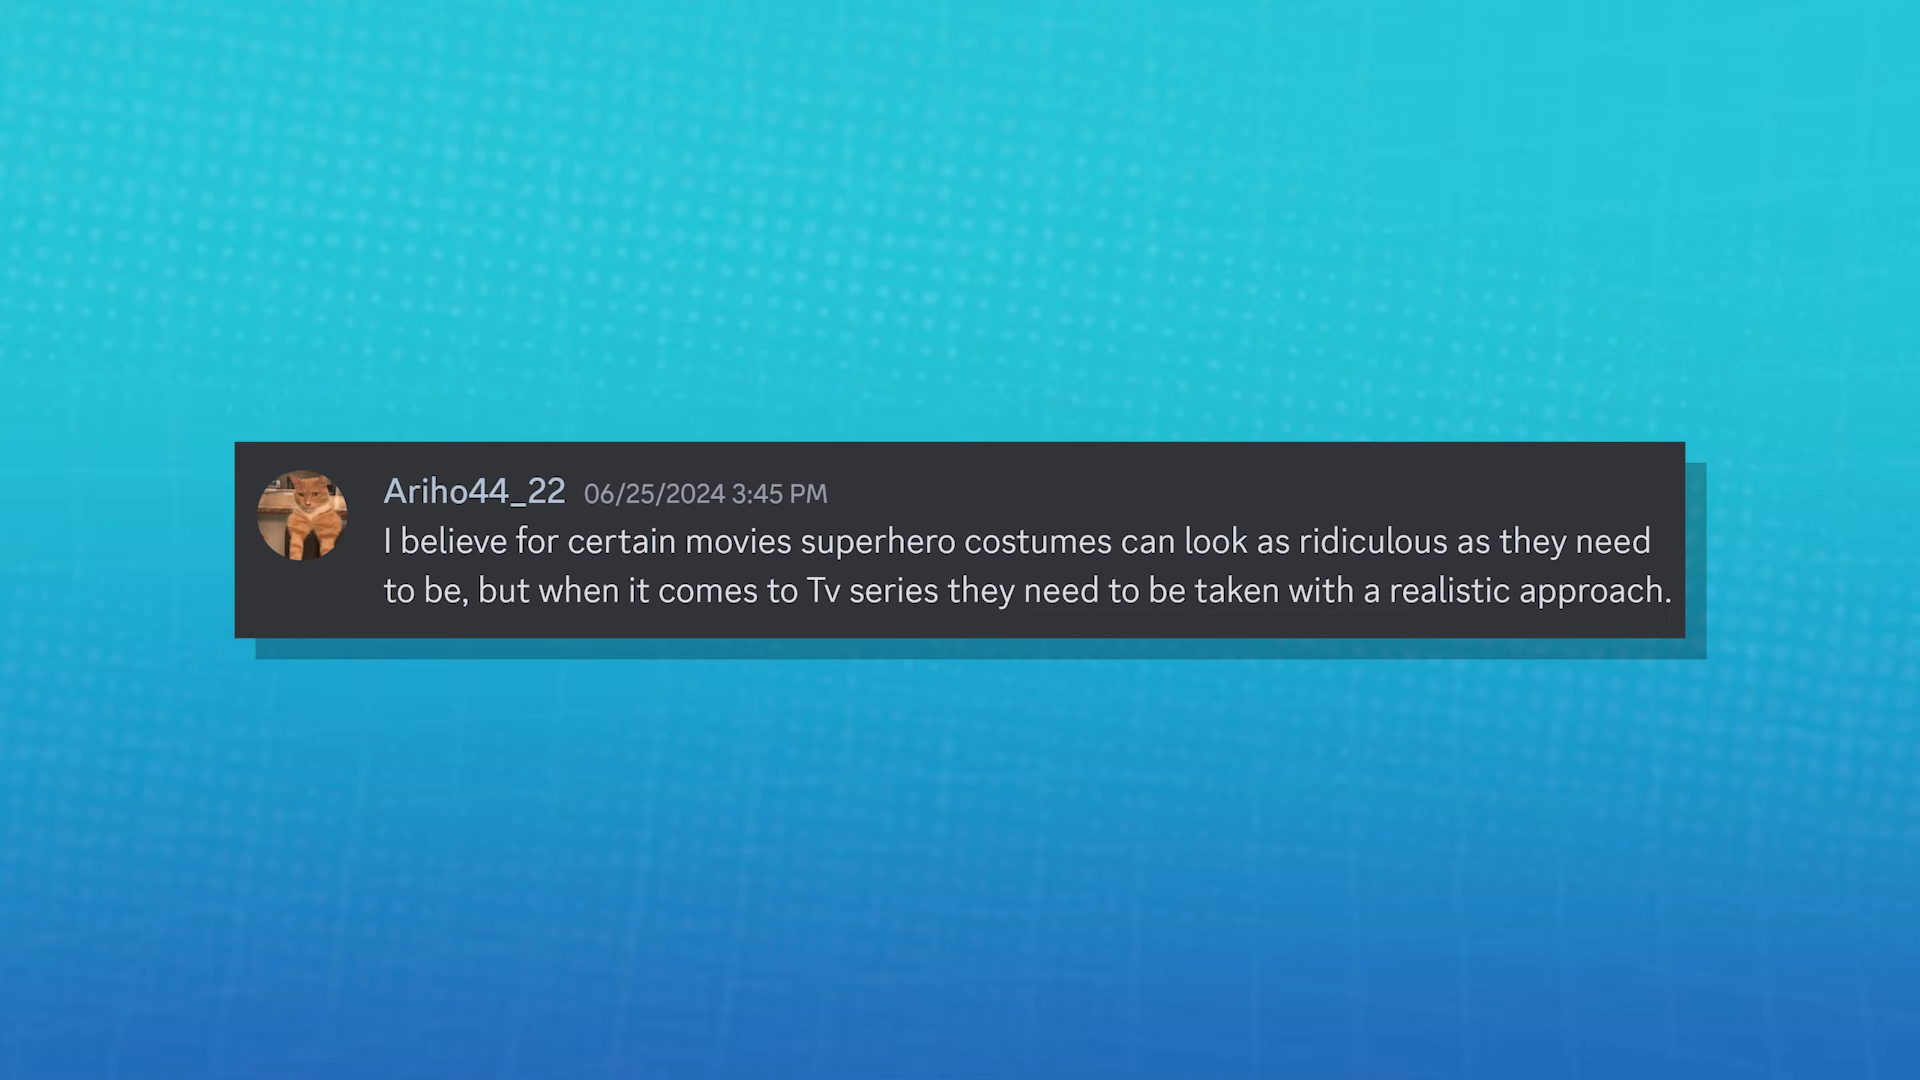 Ariho44_22 06/25/2024 3:45 PM
I believe for certain movies superhero costumes can look as ridiculous as they need
to be, but when it comes to Tv series they need to be taken with a realistic approach.